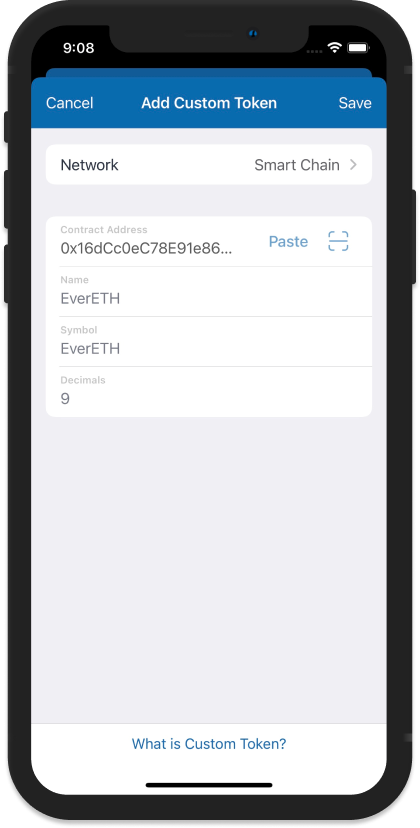 9:08
Cancel Add Custom Token Save
Network Smart Chain
Contract Address
0x16dCc0eC78E91e86... Paste
Name
EverETH
Symbol
EverETH
Decimals
9
What is Custom Token?